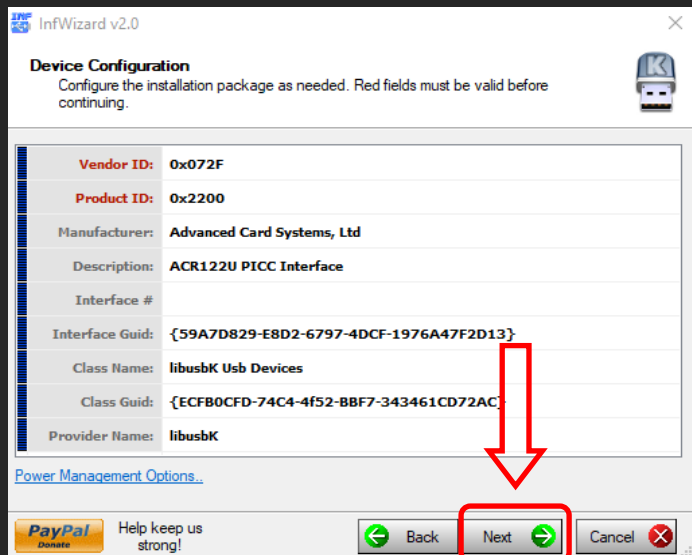 InfWizard v2.0
Device Configuration
Configure the installation package as needed. Red fields must be valid before
continuing.
Vendor ID: 0x072F
Product ID: 0x2200
Manufacturer: Advanced Card Systems, Ltd
Description: ACR122U PICC Interface
Interface #
Interface Guid: {59A7D829-E8D2-6797-4DCF-1976A47F2D13}
Class Name: libusbK Usb Devices
Class Guid: {ECFB0CFD-74C4-4f52-BBF7-343461CD72AC}
Provider Name: libusbK
Power Management Options..
PayPal
Donate
Help keep us
strong!
Back
Next
Cancel
INF
K